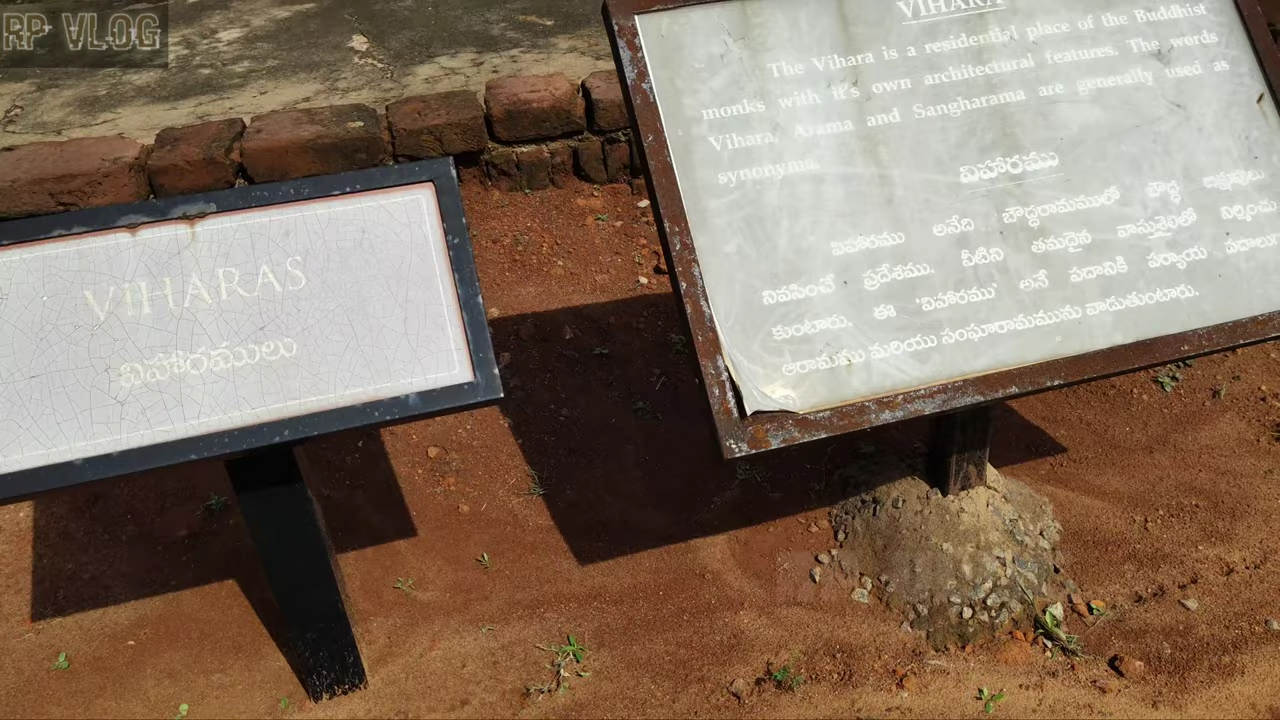 RP VLOG
VIHARAS
విహారములు
VIHARA
The Vihara is a residential place of the Buddhist
monks with it's own architectural features. The words
Vihara, Arama and Sangharama are generally used as
synonyms.
విహారము
విహారము అనేది బౌద్ధారామములో బౌద్ధ భిక్షువులు
నివసించే ప్రదేశము. వీటిని తమదైన వాస్తుశైలితో నిర్మించు
కుంటారు. ఈ 'విహారము' అనే పదానికి పర్యాయ పదాలుగా
ఆరామము మరియు సంఘారామమును వాడుతుంటారు.